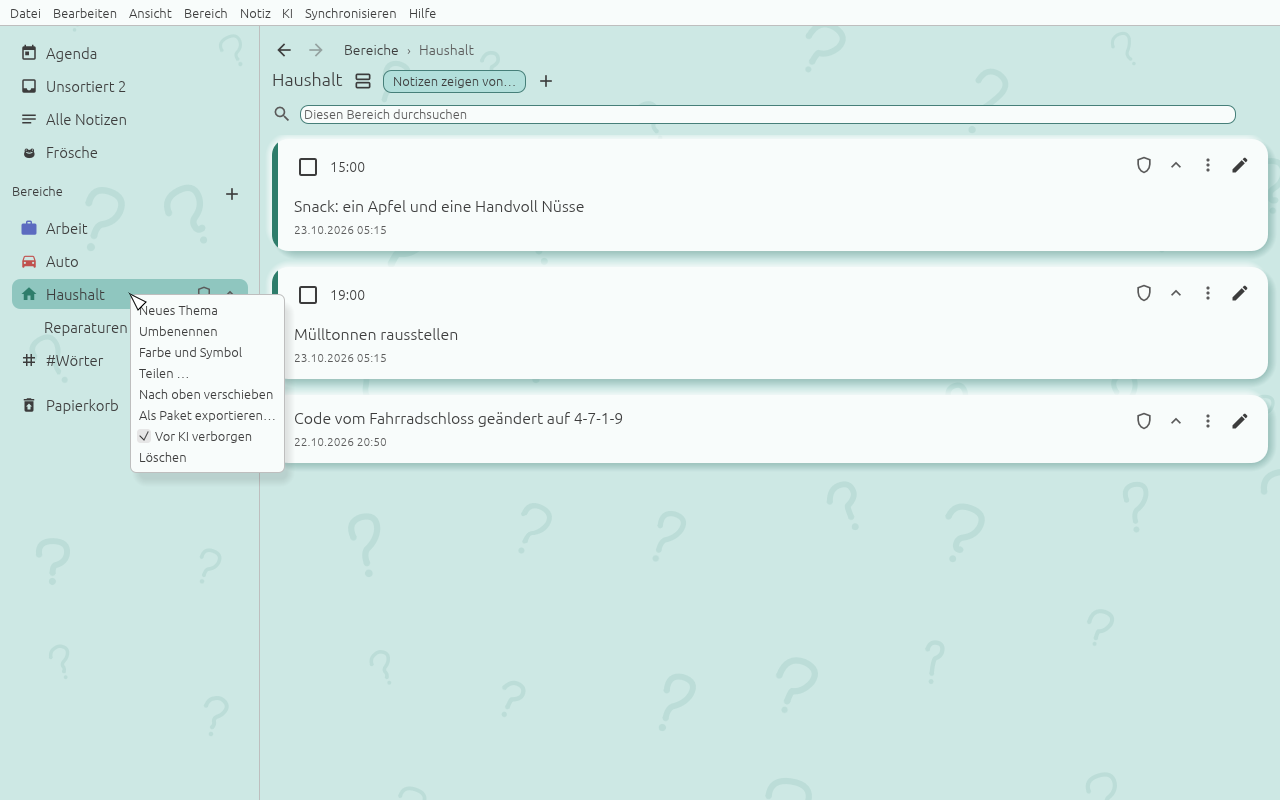 Datei Bearbeiten Ansicht Bereich Notiz KI Synchronisieren Hilfe
Agenda
Unsortiert 2
Alle Notizen
Frösche
Bereiche
Arbeit
Auto
Haushalt
Reparaturen
#Wörter
Papierkorb
Neues Thema
Umbenennen
Farbe und Symbol
Teilen …
Nach oben verschieben
Als Paket exportieren…
Vor KI verborgen
Löschen
Bereiche › Haushalt
Haushalt Notizen zeigen von…
Diesen Bereich durchsuchen
15:00
Snack: ein Apfel und eine Handvoll Nüsse
23.10.2026 05:15
19:00
Mülltonnen rausstellen
23.10.2026 05:15
Code vom Fahrradschloss geändert auf 4-7-1-9
22.10.2026 20:50